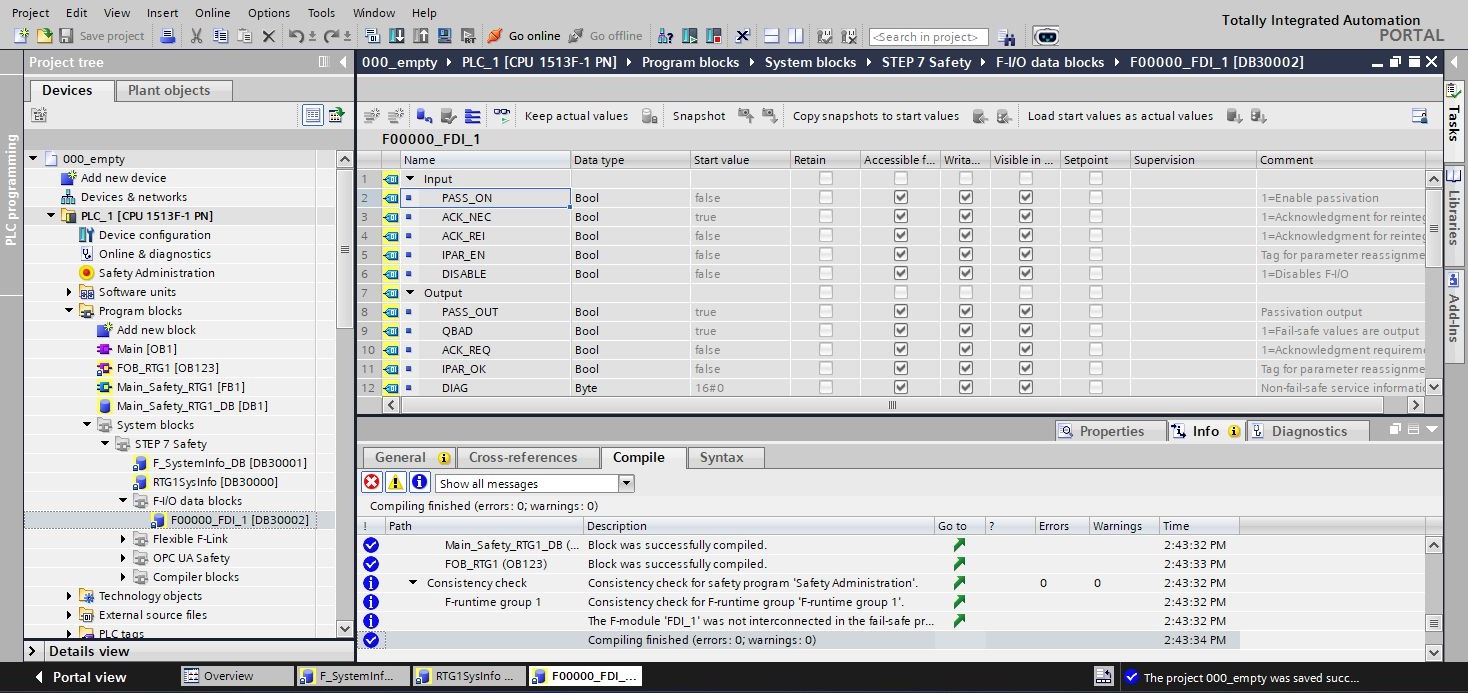 Project Edit View Insert Online Options Tools Window Help
Totally Integrated Automation
PORTAL
Save project Go online Go offline <Search in project>
Project tree
000_empty PLC_1 [CPU 1513F-1 PN] Program blocks System blocks STEP 7 Safety F-I/O data blocks F00000_FDI_1 [DB30002]
Devices Plant objects
PLC programming
000_empty
Add new device
Devices & networks
PLC_1 [CPU 1513F-1 PN]
Device configuration
Online & diagnostics
Safety Administration
Software units
Program blocks
Add new block
Main [OB1]
FOB_RTG1 [OB123]
Main_Safety_RTG1 [FB1]
Main_Safety_RTG1_DB [DB1]
System blocks
STEP 7 Safety
F_SystemInfo_DB [DB30001]
RTG1SysInfo [DB30000]
F-I/O data blocks
F00000_FDI_1 [DB30002]
Flexible F-Link
OPC UA Safety
Compiler blocks
Technology objects
External source files
PLC tags
Details view
Keep actual values Snapshot Copy snapshots to start values Load start values as actual values
F00000_FDI_1
Name Data type Start value Retain Accessible f... Writa... Visible in ... Setpoint Supervision Comment
1 Input
2 PASS_ON Bool false 1=Enable passivation
3 ACK_NEC Bool true 1=Acknowledgment for reinteg
4 ACK_REI Bool false 1=Acknowledgment for reinteg
5 IPAR_EN Bool false Tag for parameter reassignme
6 DISABLE Bool false 1=Disables F-I/O
7 Output
8 PASS_OUT Bool true Passivation output
9 QBAD Bool true 1=Fail-safe values are output
10 ACK_REQ Bool false 1=Acknowledgment requirem
11 IPAR_OK Bool false Tag for parameter reassignme
12 DIAG Byte 16#0 Non-fail-safe service informati
Properties Info Diagnostics
General Cross-references Compile Syntax
Show all messages
Compiling finished (errors: 0; warnings: 0)
! Path Description Go to ? Errors Warnings Time
Main_Safety_RTG1_DB (... Block was successfully compiled. 2:43:32 PM
FOB_RTG1 (OB123) Block was successfully compiled. 2:43:33 PM
Consistency check Consistency check for safety program 'Safety Administration'. 0 0 2:43:32 PM
F-runtime group 1 Consistency check for F-runtime group 'F-runtime group 1'. 2:43:32 PM
The F-module 'FDI_1' was not interconnected in the fail-safe pr... 2:43:32 PM
Compiling finished (errors: 0; warnings: 0) 2:43:34 PM
Tasks
Libraries
Add-Ins
Portal view Overview F_SystemInf... RTG1SysInfo ... F00000_FDI_... The project 000_empty was saved succ...